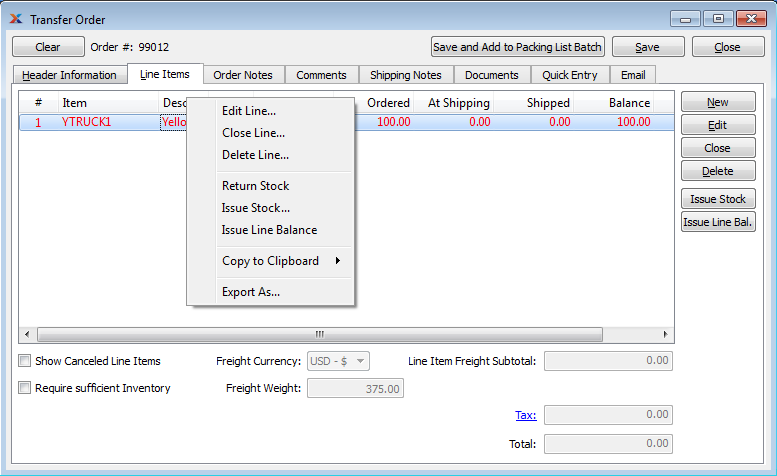 Transfer Order
Clear Order #: 99012 Save and Add to Packing List Batch Save Close
Header Information Line Items Order Notes Comments Shipping Notes Documents Quick Entry Email
# Item Desc Ordered At Shipping Shipped Balance
1 YTRUCK1 Yello 100.00 0.00 0.00 100.00
Edit Line...
Close Line...
Delete Line...
Return Stock
Issue Stock...
Issue Line Balance
Copy to Clipboard
Export As...
New
Edit
Close
Delete
Issue Stock
Issue Line Bal.
Show Canceled Line Items Freight Currency: USD - $ Line Item Freight Subtotal: 0.00
Require sufficient Inventory Freight Weight: 375.00
Tax: 0.00
Total: 0.00